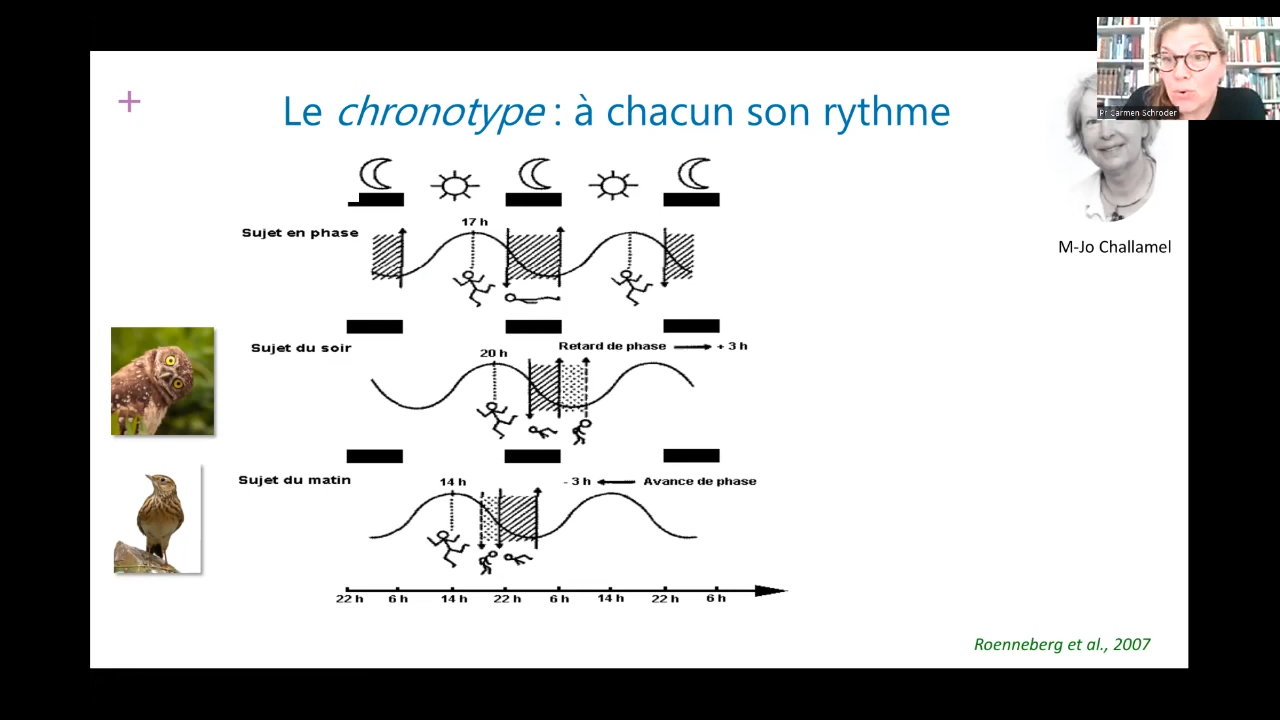 +
Le chronotype : à chacun son rythme
Pr Carmen Schroder
M-Jo Challamel
17 h
Sujet en phase
Sujet du soir
20 h
Retard de phase
+ 3 h
Sujet du matin
14 h
- 3 h
Avance de phase
22 h 6 h 14 h 22 h 6 h 14 h 22 h 6 h
Roenneberg et al., 2007